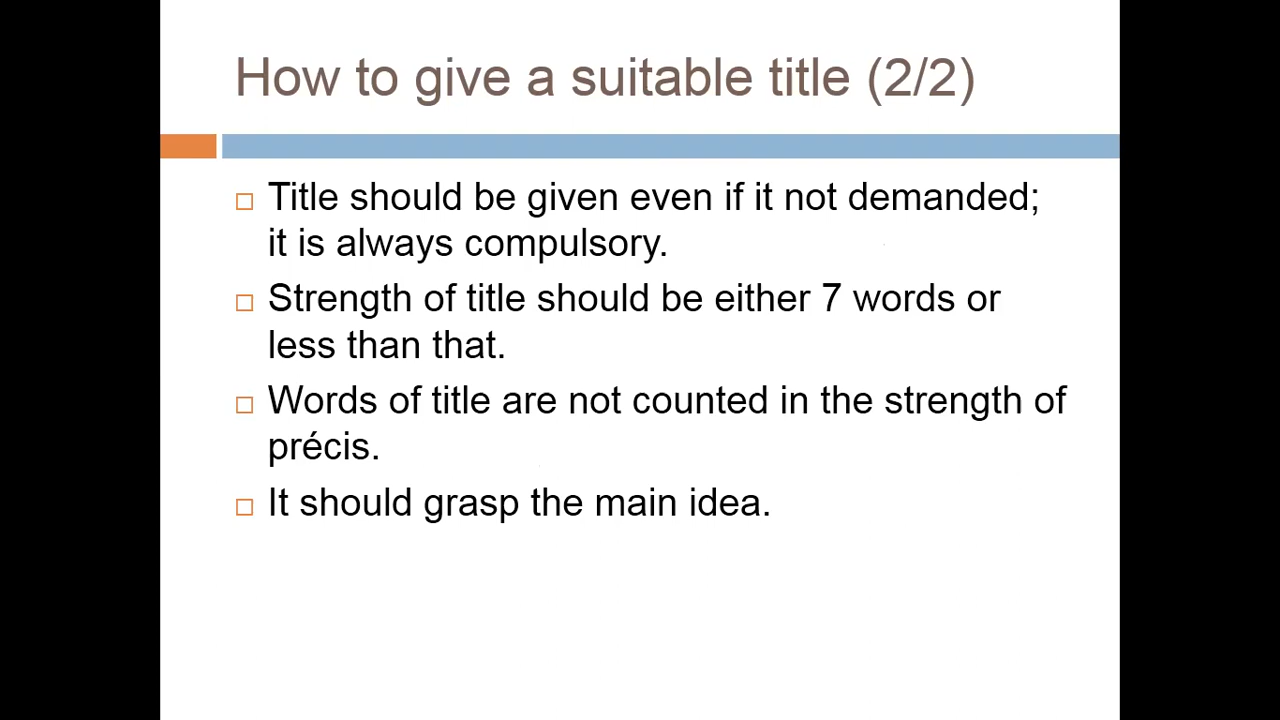 How to give a suitable title (2/2)
Title should be given even if it not demanded;
it is always compulsory.
Strength of title should be either 7 words or
less than that.
Words of title are not counted in the strength of
précis.
It should grasp the main idea.